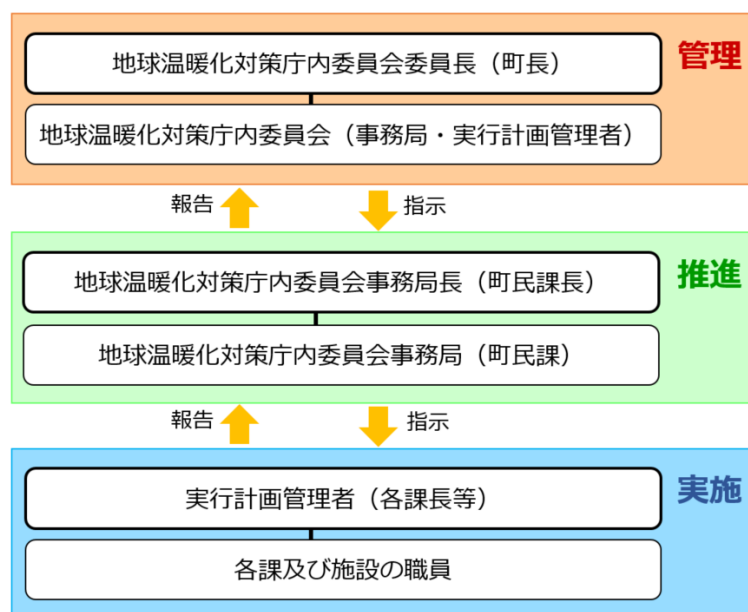 地球温暖化対策庁内委員会委員長（町長）
管理
地球温暖化対策庁内委員会（事務局・実行計画管理者）
報告
指示
地球温暖化対策庁内委員会事務局長（町民課長）
推進
地球温暖化対策庁内委員会事務局（町民課）
報告
指示
実行計画管理者（各課長等）
実施
各課及び施設の職員